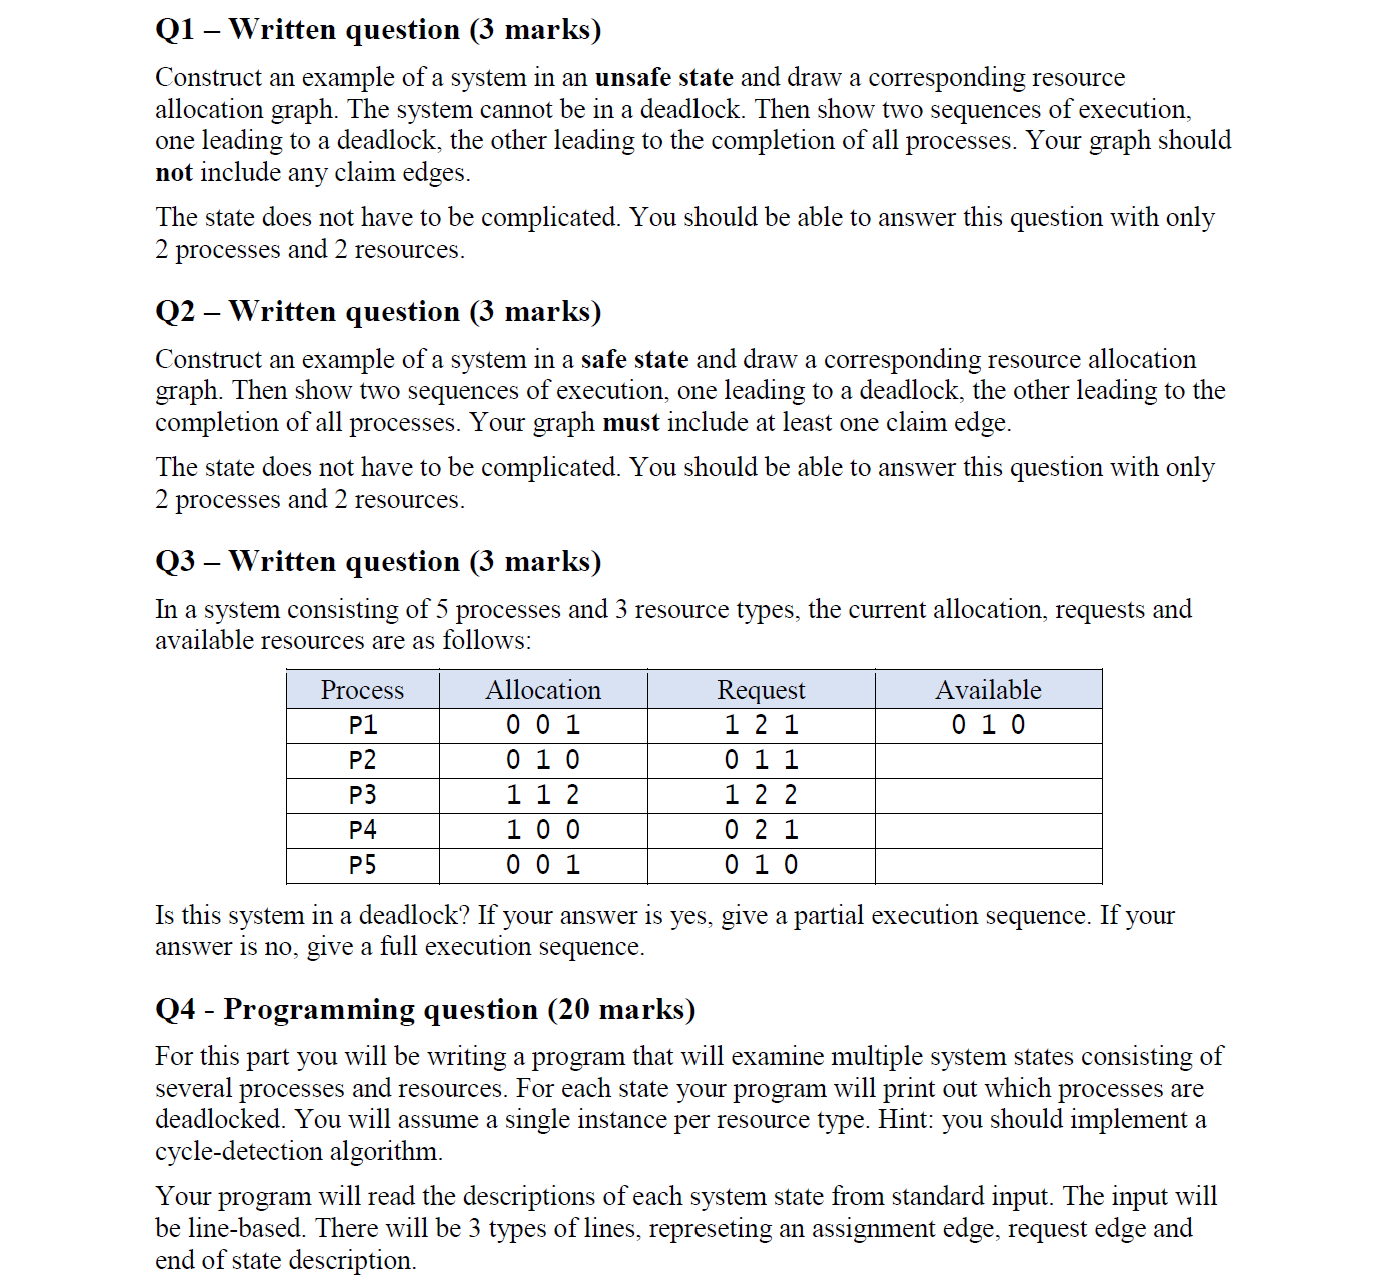 Q1 – Written question (3 marks)
Construct an example of a system in an unsafe state and draw a corresponding resource
allocation graph. The system cannot be in a deadlock. Then show two sequences of execution,
one leading to a deadlock, the other leading to the completion of all processes. Your graph should
not include any claim edges.
The state does not have to be complicated. You should be able to answer this question with only
2 processes and 2 resources.
Q2 – Written question (3 marks)
Construct an example of a system in a safe state and draw a corresponding resource allocation
graph. Then show two sequences of execution, one leading to a deadlock, the other leading to the
completion of all processes. Your graph must include at least one claim edge.
The state does not have to be complicated. You should be able to answer this question with only
2 processes and 2 resources.
Q3 – Written question (3 marks)
In a system consisting of 5 processes and 3 resource types, the current allocation, requests and
available resources are as follows:
Process Allocation Request Available
P1 0 0 1 1 2 1 0 1 0
P2 0 1 0 0 1 1
P3 1 1 2 1 2 2
P4 1 0 0 0 2 1
P5 0 0 1 0 1 0
Is this system in a deadlock? If your answer is yes, give a partial execution sequence. If your
answer is no, give a full execution sequence.
Q4 - Programming question (20 marks)
For this part you will be writing a program that will examine multiple system states consisting of
several processes and resources. For each state your program will print out which processes are
deadlocked. You will assume a single instance per resource type. Hint: you should implement a
cycle-detection algorithm.
Your program will read the descriptions of each system state from standard input. The input will
be line-based. There will be 3 types of lines, represeting an assignment edge, request edge and
end of state description.